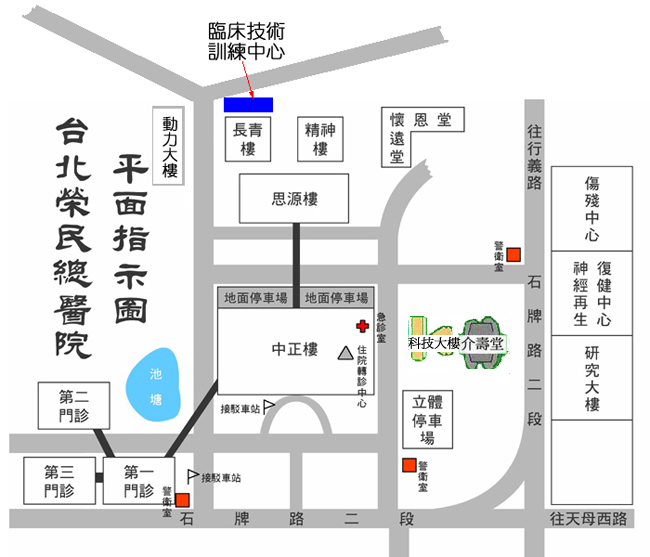 臨床技術
訓練中心
台北榮民總醫院
平面指示圖
動力大樓
長青
樓
精神
樓
懷恩堂
遠
堂
往行義路
思源樓
傷殘中心
警衛室
石牌路二段
復健中心
神經再生
地面停車場
地面停車場
急診室
中正樓
住院轉診中心
科技大樓
介壽堂
研究大樓
池
塘
第二
門診
接駁車站
立體
停車
場
第三
門診
第一
門診
接駁車站
警衛室
警衛室
石牌路二段
往天母西路